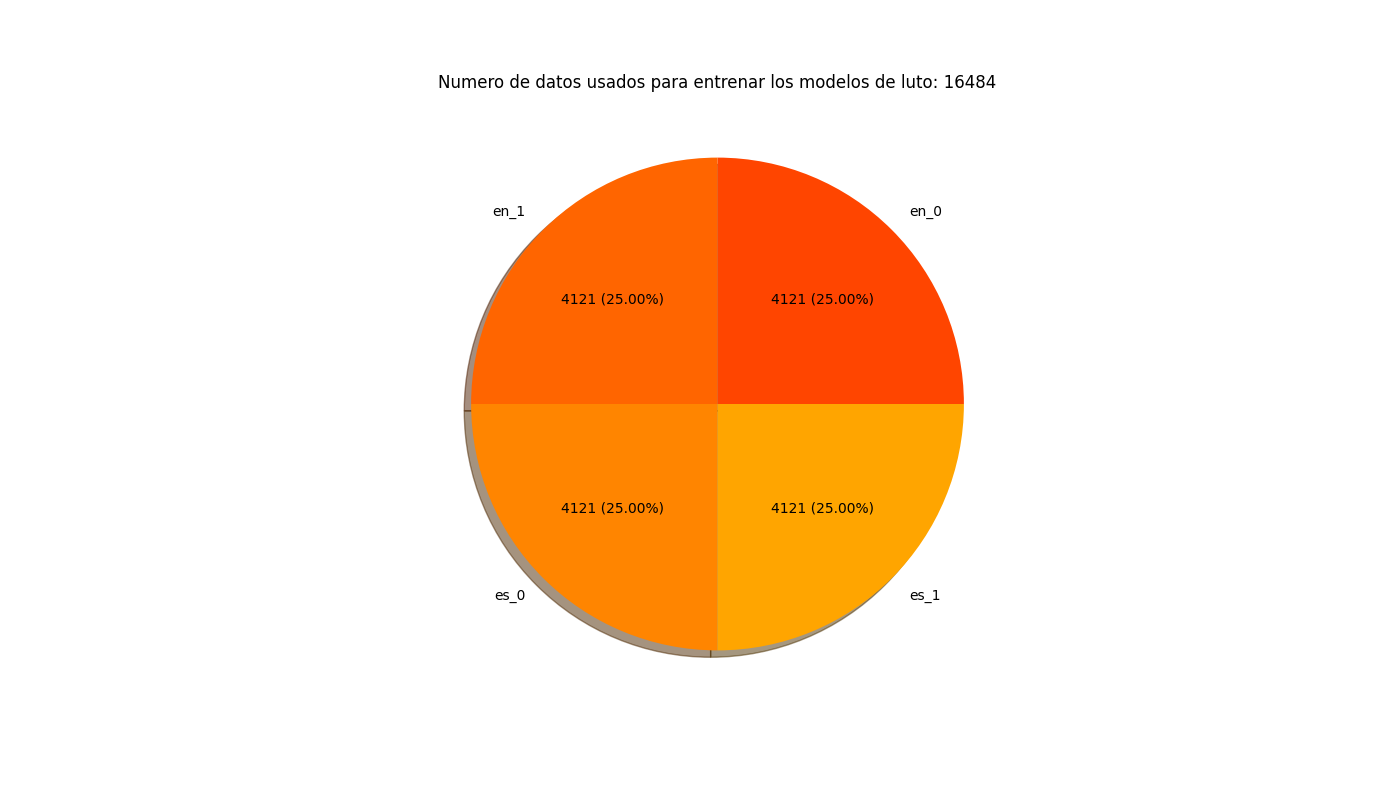 Numero de datos usados para entrenar los modelos de luto: 16484
en_1
en_0
4121 (25.00%)
4121 (25.00%)
4121 (25.00%)
4121 (25.00%)
es_0
es_1